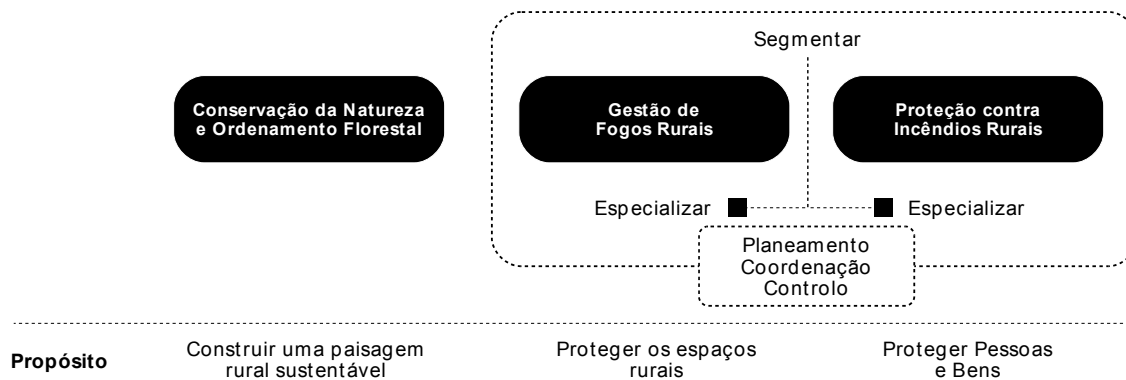 Segmentar
Conservação da Natureza
e Ordenamento Florestal
Gestão de
Fogos Rurais
Proteção contra
Incêndios Rurais
Especializar
Especializar
Planeamento
Coordenação
Controlo
Propósito
Construir uma paisagem
rural sustentável
Proteger os espaços
rurais
Proteger Pessoas
e Bens